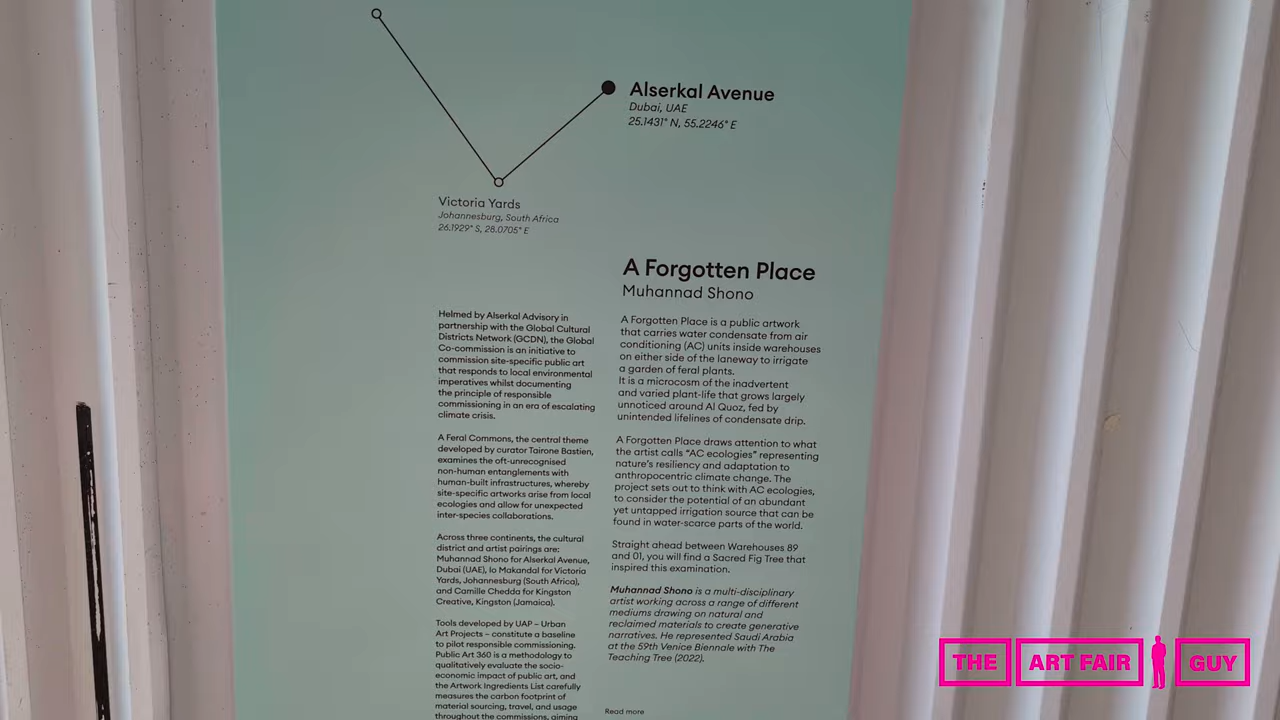 Alserkal Avenue
Dubai, UAE
25.1431° N, 55.2246° E
Victoria Yards
Johannesburg, South Africa
26.1929° S, 28.0705° E
Helmed by Alserkal Advisory in
partnership with the Global Cultural
Districts Network (GCDN), the Global
Co-commission is an initiative to
commission site-specific public art
that responds to local environmental
imperatives whilst documenting
the principle of responsible
commissioning in an era of escalating
climate crisis.
A Feral Commons, the central theme
developed by curator Tairone Bastien,
examines the oft-unrecognised
non-human entanglements with
human-built infrastructures, whereby
site-specific artworks arise from local
ecologies and allow for unexpected
inter-species collaborations.
Across three continents, the cultural
district and artist pairings are:
Muhannad Shono for Alserkal Avenue,
Dubai (UAE), Io Makandal for Victoria
Yards, Johannesburg (South Africa),
and Camille Chedda for Kingston
Creative, Kingston (Jamaica).
Tools developed by UAP – Urban
Art Projects – constitute a baseline
to pilot responsible commissioning.
Public Art 360 is a methodology to
qualitatively evaluate the socio-
economic impact of public art, and
the Artwork Ingredients List carefully
measures the carbon footprint of
material sourcing, travel, and usage
throughout the commissions, aiming
A Forgotten Place
Muhannad Shono
A Forgotten Place is a public artwork
that carries water condensate from air
conditioning (AC) units inside warehouses
on either side of the laneway to irrigate
a garden of feral plants.
It is a microcosm of the inadvertent
and varied plant-life that grows largely
unnoticed around Al Quoz, fed by
unintended lifelines of condensate drip.
A Forgotten Place draws attention to what
the artist calls “AC ecologies” representing
nature's resiliency and adaptation to
anthropocentric climate change. The
project sets out to think with AC ecologies,
to consider the potential of an abundant
yet untapped irrigation source that can be
found in water-scarce parts of the world.
Straight ahead between Warehouses 89
and 01, you will find a Sacred Fig Tree that
inspired this examination.
Muhannad Shono is a multi-disciplinary
artist working across a range of different
mediums drawing on natural and
reclaimed materials to create generative
narratives. He represented Saudi Arabia
at the 59th Venice Biennale with The
Teaching Tree (2022).
Read more
THE ART FAIR GUY